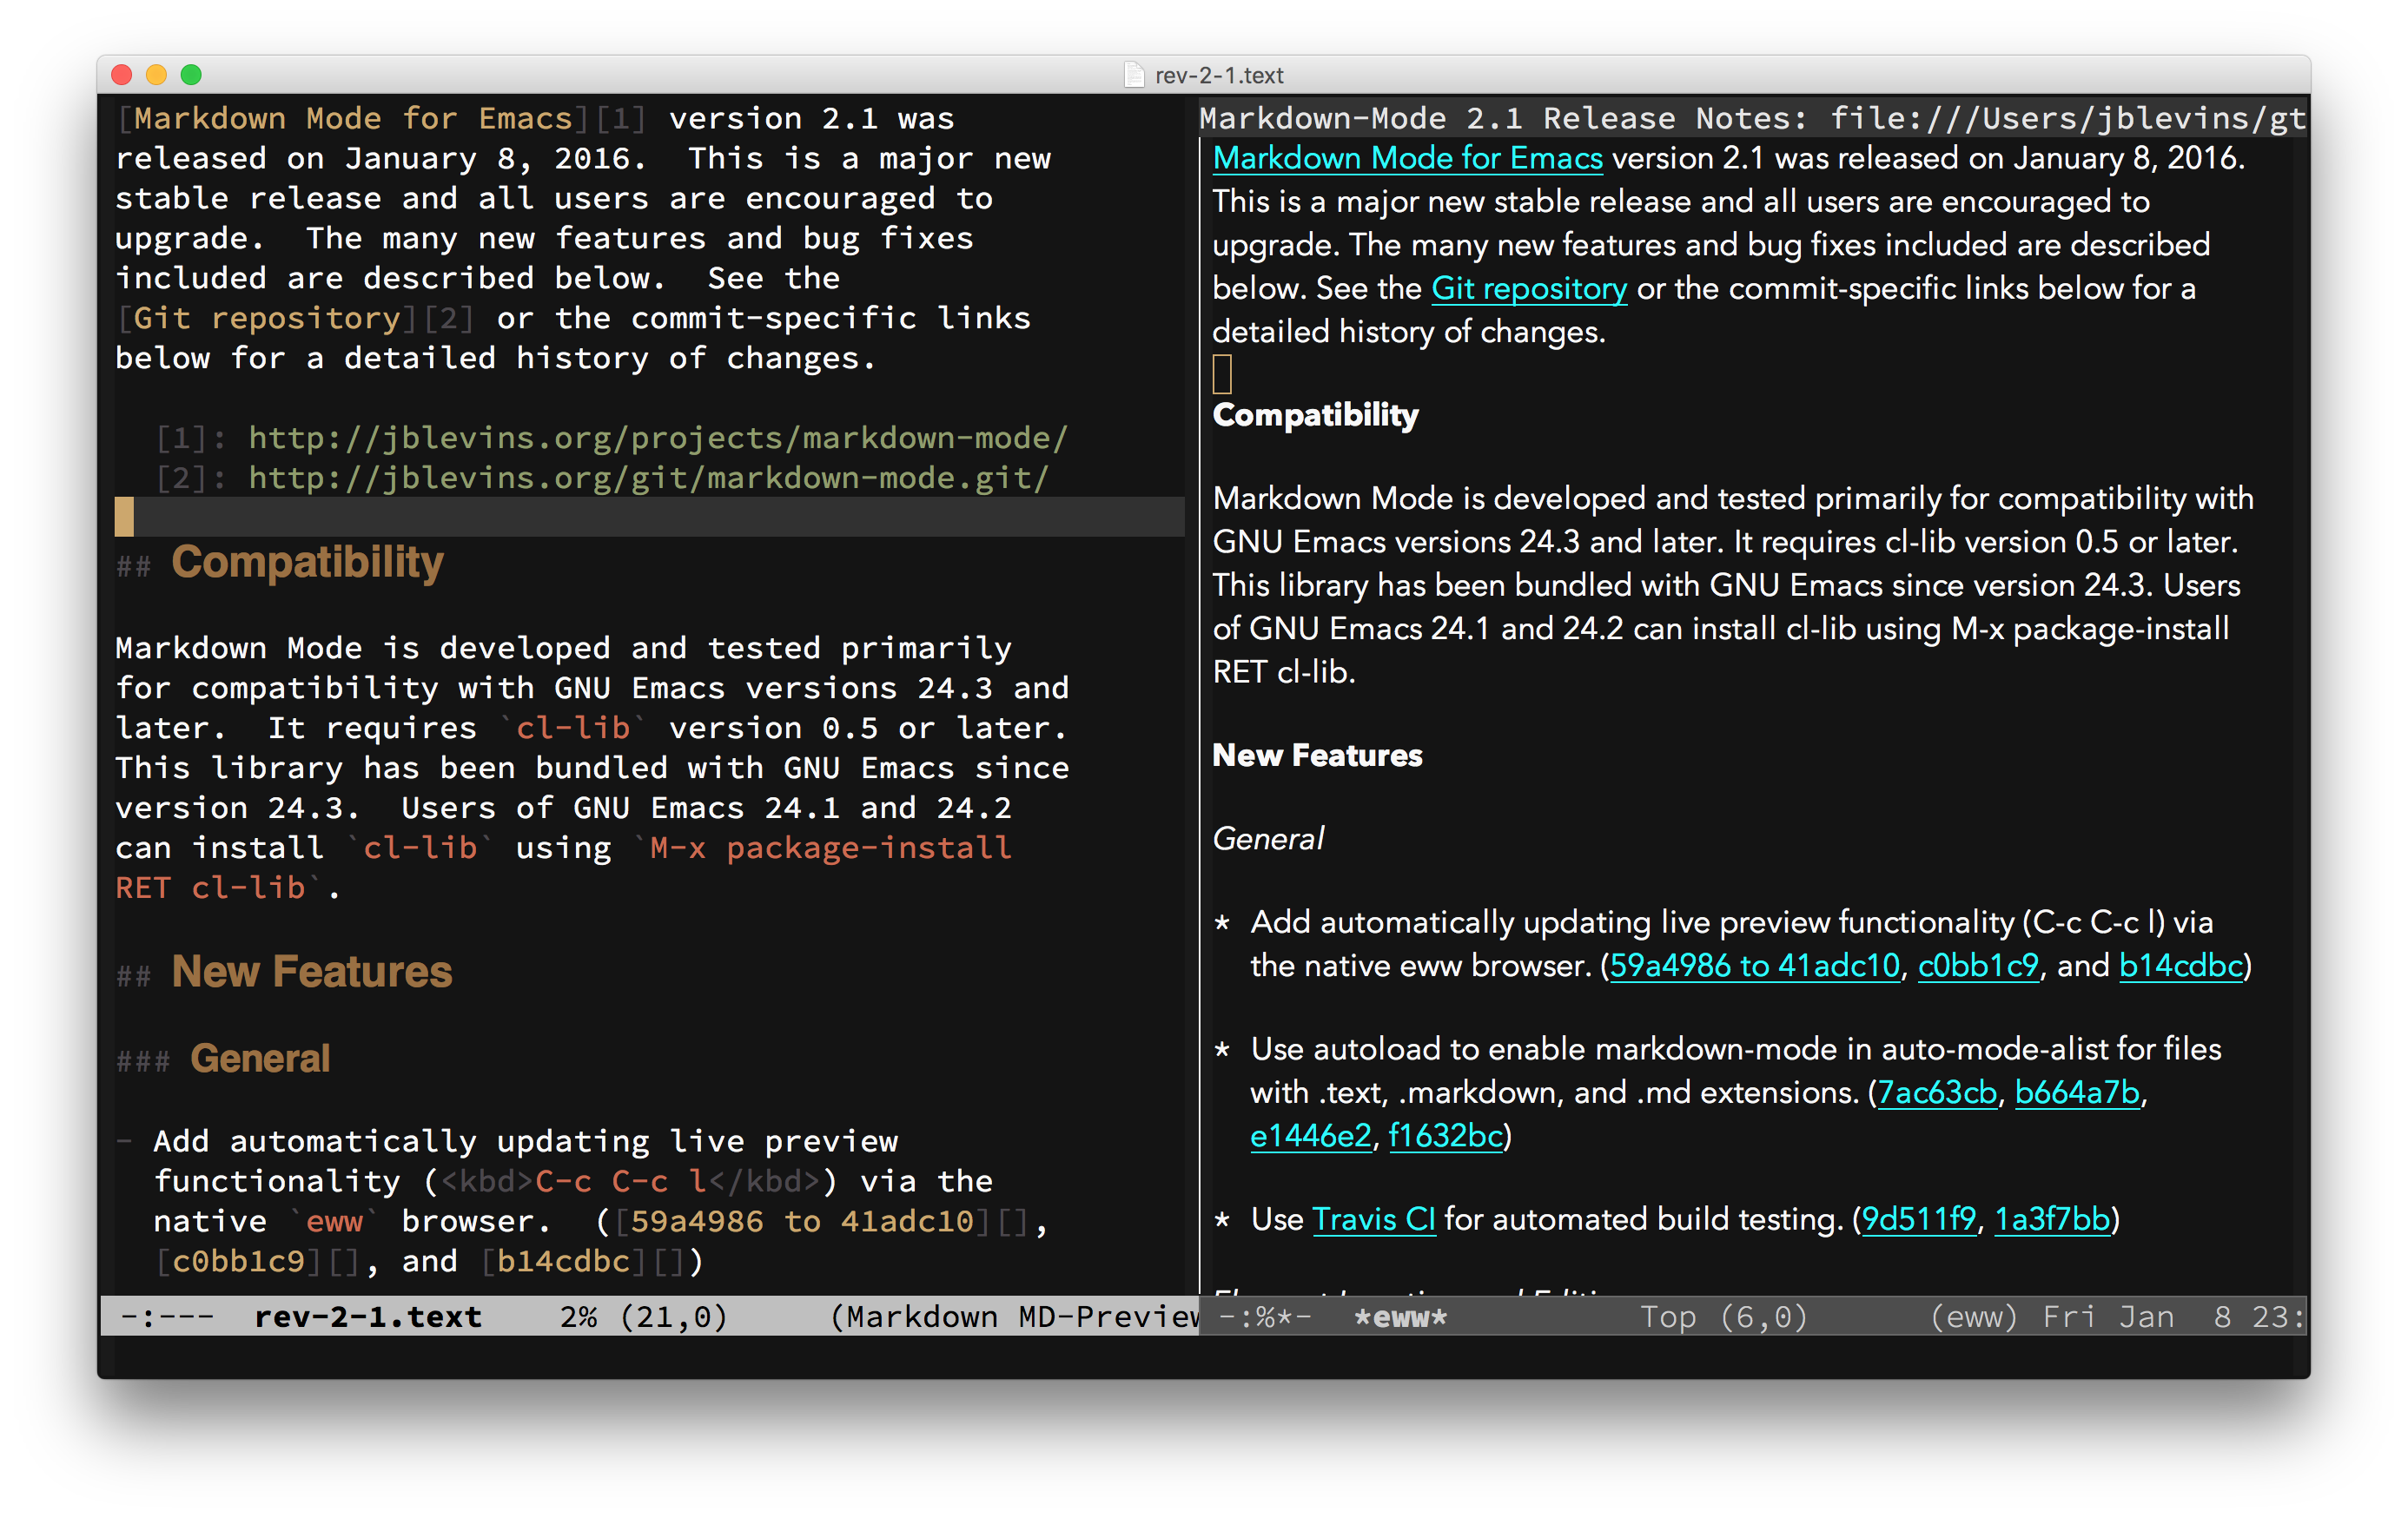 rev-2-1.text
[Markdown Mode for Emacs][1] version 2.1 was
released on January 8, 2016.  This is a major new
stable release and all users are encouraged to
upgrade.  The many new features and bug fixes
included are described below.  See the
[Git repository][2] or the commit-specific links
below for a detailed history of changes.
[1]: http://jblevins.org/projects/markdown-mode/
[2]: http://jblevins.org/git/markdown-mode.git/
## Compatibility
Markdown Mode is developed and tested primarily
for compatibility with GNU Emacs versions 24.3 and
later.  It requires `cl-lib` version 0.5 or later.
This library has been bundled with GNU Emacs since
version 24.3.  Users of GNU Emacs 24.1 and 24.2
can install `cl-lib` using `M-x package-install
RET cl-lib`.
## New Features
### General
- Add automatically updating live preview
functionality (<kbd>C-c C-c l</kbd>) via the
native `eww` browser.  ([59a4986 to 41adc10][],
[c0bb1c9][], and [b14cdbc][])
-:---  rev-2-1.text    2% (21,0)     (Markdown MD-Preview
Markdown-Mode 2.1 Release Notes: file:///Users/jblevins/gt
Markdown Mode for Emacs version 2.1 was released on January 8, 2016.
This is a major new stable release and all users are encouraged to
upgrade. The many new features and bug fixes included are described
below. See the Git repository or the commit-specific links below for a
detailed history of changes.
Compatibility
Markdown Mode is developed and tested primarily for compatibility with
GNU Emacs versions 24.3 and later. It requires cl-lib version 0.5 or later.
This library has been bundled with GNU Emacs since version 24.3. Users
of GNU Emacs 24.1 and 24.2 can install cl-lib using M-x package-install
RET cl-lib.
New Features
General
* Add automatically updating live preview functionality (C-c C-c l) via
the native eww browser. (59a4986 to 41adc10, c0bb1c9, and b14cdbc)
* Use autoload to enable markdown-mode in auto-mode-alist for files
with .text, .markdown, and .md extensions. (7ac63cb, b664a7b,
e1446e2, f1632bc)
* Use Travis CI for automated build testing. (9d511f9, 1a3f7bb)
-:%*-  *eww*          Top (6,0)      (eww) Fri Jan  8 23: